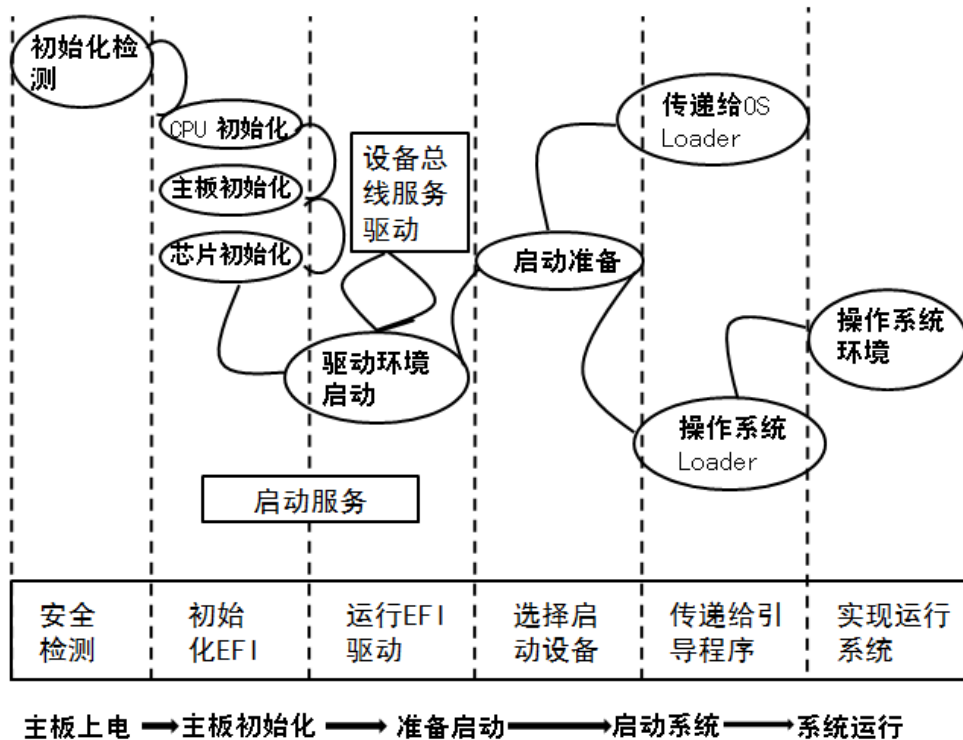 初始化检
测
CPU 初始化
主板初始化
芯片初始化
设备总
线服务
驱动
驱动环境
启动
启动准备
传递给OS
Loader
操作系统
Loader
操作系统
环境
启动服务
安全
检测
初始
化EFI
运行EFI
驱动
选择启
动设备
传递给引
导程序
实现运行
系统
主板上电 主板初始化 准备启动 启动系统 系统运行